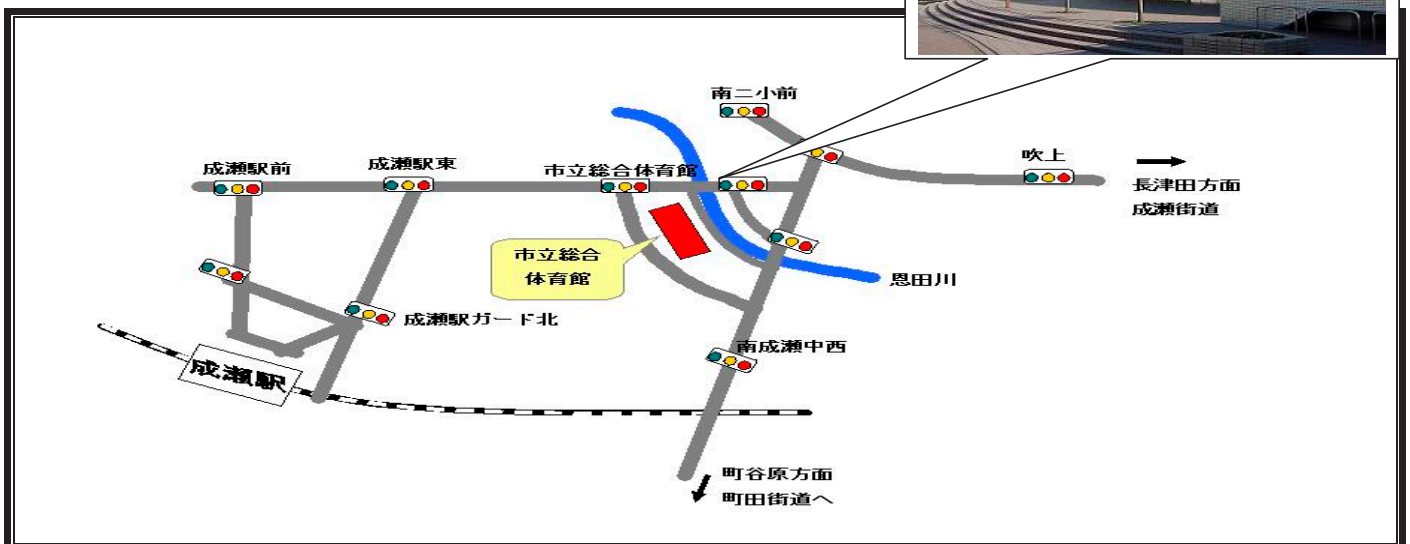 南二小前
成瀬駅前
成瀬駅東
市立総合体育館
吹上
長津田方面
成瀬街道
市立総合
体育館
恩田川
成瀬駅ガード北
南成瀬中西
成瀬駅
町谷原方面
町田街道へ